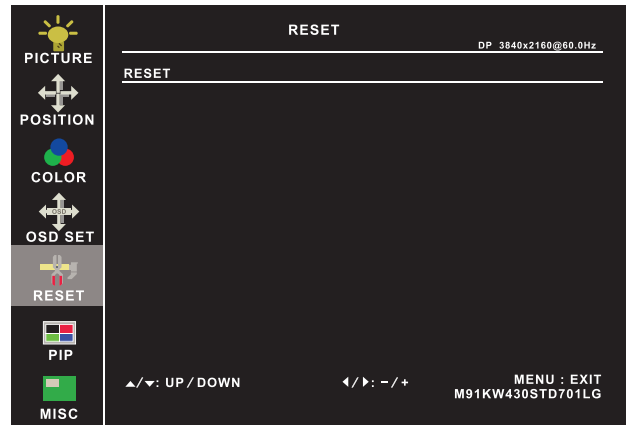 PICTURE
POSITION
COLOR
OSD
OSD SET
RESET
PIP
MISC
RESET
DP 3840x2160@60.0Hz
RESET
▲/▼: UP / DOWN
◀/▶: - / +
MENU : EXIT
M91KW430STD701LG